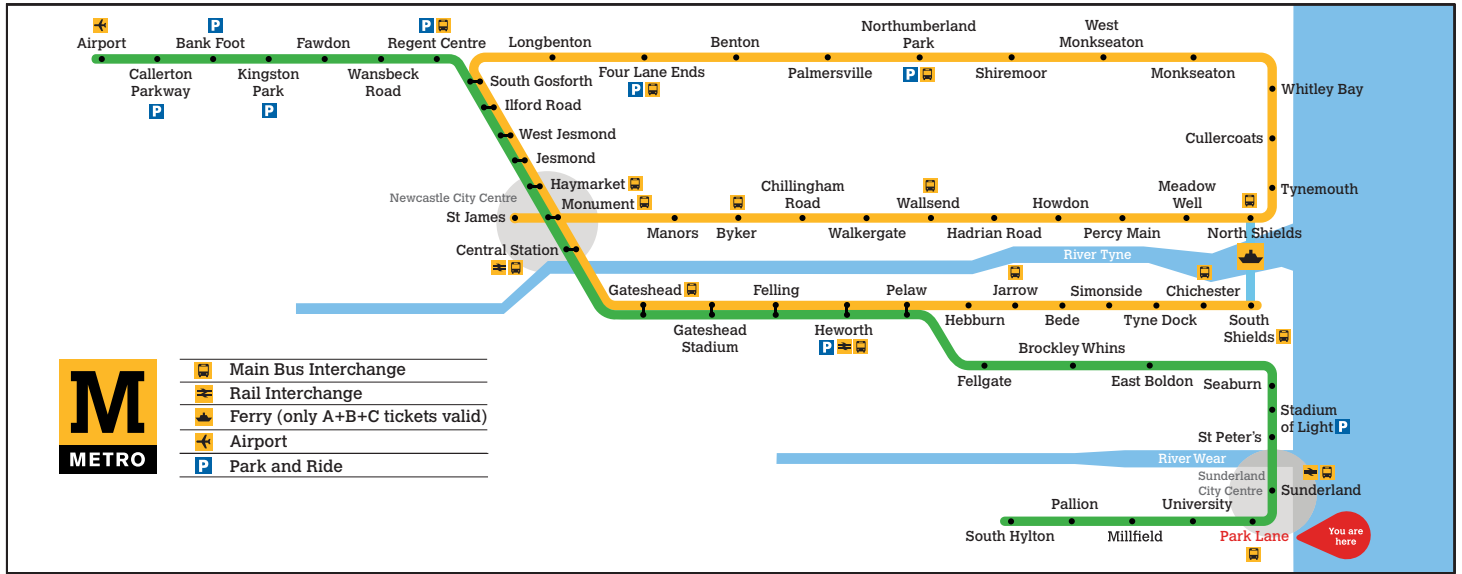 Airport
Callerton
Parkway
Bank Foot
Kingston
Park
Fawdon
Wansbeck
Road
Regent Centre
Longbenton
Four Lane Ends
Benton
Palmersville
Northumberland
Park
Shiremoor
West
Monkseaton
Monkseaton
South Gosforth
Ilford Road
West Jesmond
Jesmond
Haymarket
Newcastle City Centre
Monument
St James
Central Station
Whitley Bay
Cullercoats
Tynemouth
Manors
Byker
Chillingham
Road
Walkergate
Wallsend
Hadrian Road
Howdon
Percy Main
Meadow
Well
North Shields
River Tyne
Gateshead
Gateshead
Stadium
Felling
Heworth
Pelaw
Hebburn
Jarrow
Bede
Simonside
Tyne Dock
Chichester
South
Shields
Fellgate
Brockley Whins
East Boldon
Seaburn
Stadium
of Light
St Peter's
River Wear
Sunderland
City Centre
Sunderland
South Hylton
Pallion
Millfield
University
Park Lane
You are
here
M
METRO
Main Bus Interchange
Rail Interchange
Ferry (only A+B+C tickets valid)
Airport
P Park and Ride
P
P
P
P
P
P
P
P